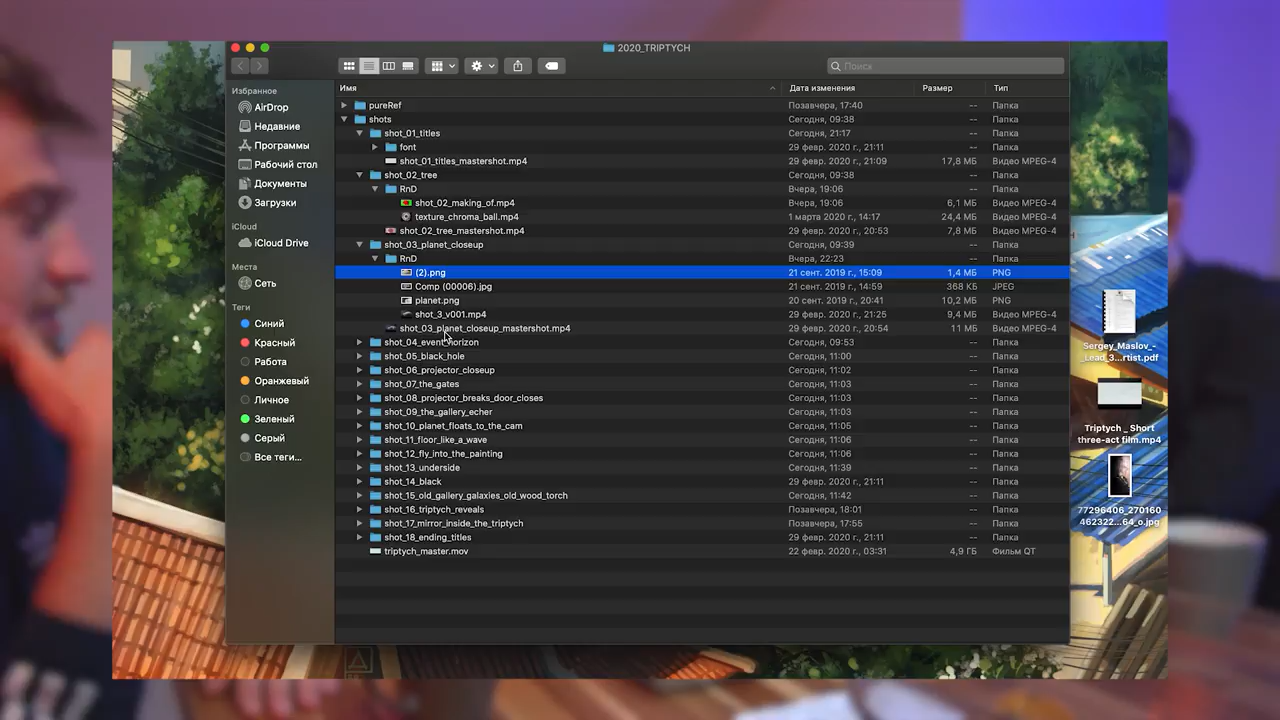 2020_TRIPTYCH
Поиск
Избранное
AirDrop
Недавние
Программы
Рабочий стол
Документы
Загрузки
iCloud
iCloud Drive
Места
Сеть
Теги
Синий
Красный
Работа
Оранжевый
Личное
Зеленый
Серый
Все теги...
Имя Дата изменения Размер Тип
pureRef Позавчера, 17:40 -- Папка
shots Сегодня, 09:38 -- Папка
shot_01_titles Сегодня, 21:17 -- Папка
font 29 февр. 2020 г., 21:11 -- Папка
shot_01_titles_mastershot.mp4 29 февр. 2020 г., 21:09 17,8 МБ Видео MPEG-4
shot_02_tree Сегодня, 09:38 -- Папка
RnD Вчера, 19:06 -- Папка
shot_02_making_of.mp4 Вчера, 19:06 6,1 МБ Видео MPEG-4
texture_chroma_ball.mp4 1 марта 2020 г., 14:17 24,4 МБ Видео MPEG-4
shot_02_tree_mastershot.mp4 29 февр. 2020 г., 20:53 7,8 МБ Видео MPEG-4
shot_03_planet_closeup Сегодня, 09:39 -- Папка
RnD Вчера, 22:23 -- Папка
(2).png 21 сент. 2019 г., 15:09 1,4 МБ PNG
Comp (00006).jpg 21 сент. 2019 г., 14:59 368 КБ JPEG
planet.png 20 сент. 2019 г., 20:41 10,2 МБ PNG
shot_3_v001.mp4 29 февр. 2020 г., 21:25 9,4 МБ Видео MPEG-4
shot_03_planet_closeup_mastershot.mp4 29 февр. 2020 г., 20:54 11 МБ Видео MPEG-4
shot_04_event_horizon Сегодня, 09:53 -- Папка
shot_05_black_hole Сегодня, 11:00 -- Папка
shot_06_projector_closeup Сегодня, 11:02 -- Папка
shot_07_the_gates Сегодня, 11:03 -- Папка
shot_08_projector_breaks_door_closes Сегодня, 11:03 -- Папка
shot_09_the_gallery_echer Сегодня, 11:03 -- Папка
shot_10_planet_floats_to_the_cam Сегодня, 11:05 -- Папка
shot_11_floor_like_a_wave Сегодня, 11:06 -- Папка
shot_12_fly_into_the_painting Сегодня, 11:06 -- Папка
shot_13_underside Сегодня, 11:39 -- Папка
shot_14_black 29 февр. 2020 г., 21:11 -- Папка
shot_15_old_gallery_galaxies_old_wood_torch Сегодня, 11:42 -- Папка
shot_16_triptych_reveals Позавчера, 18:01 -- Папка
shot_17_mirror_inside_the_triptych Позавчера, 17:55 -- Папка
shot_18_ending_titles 29 февр. 2020 г., 21:11 -- Папка
triptych_master.mov 22 февр. 2020 г., 03:31 4,9 ГБ Фильм QT
Sergey_Maslov_-
_Lead_3...rtist.pdf
Triptych _ Short
three-act film.mp4
77296406_270160
462322...64_o.jpg